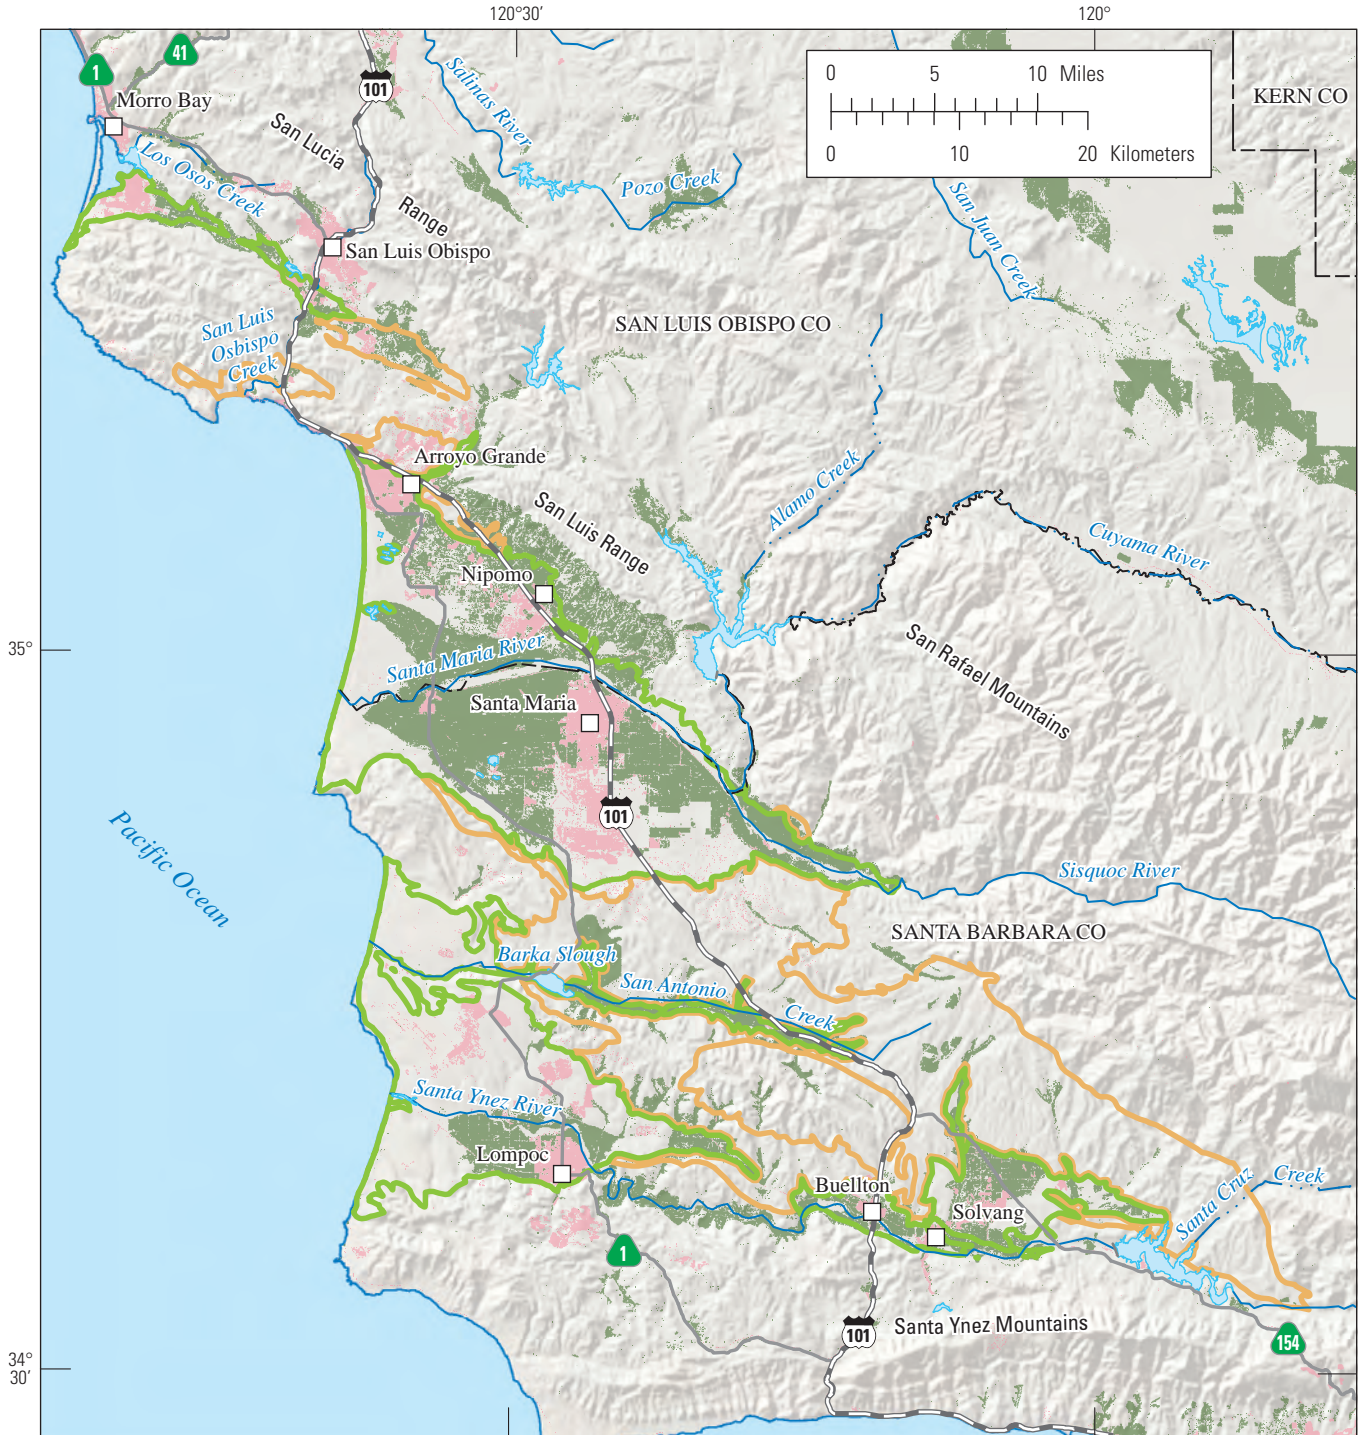 120°30'
120°
41
1
101
Morro Bay
0 5 10 Miles
0 10 20 Kilometers
KERN CO
Salinas River
San Lucia
Range
Los Osos Creek
Pozo Creek
San Juan Creek
San Luis Obispo
San Luis
Osbispo
Creek
SAN LUIS OBISPO CO
Arroyo Grande
Alamo Creek
San Luis Range
Cuyama River
Nipomo
35°
Santa Maria River
San Rafael Mountains
Santa Maria
101
Pacific Ocean
Sisquoc River
SANTA BARBARA CO
Barka Slough
San Antonio
Creek
Santa Ynez River
Lompoc
Buellton
Solvang
Santa Cruz
Creek
1
101
Santa Ynez Mountains
154
34°
30'